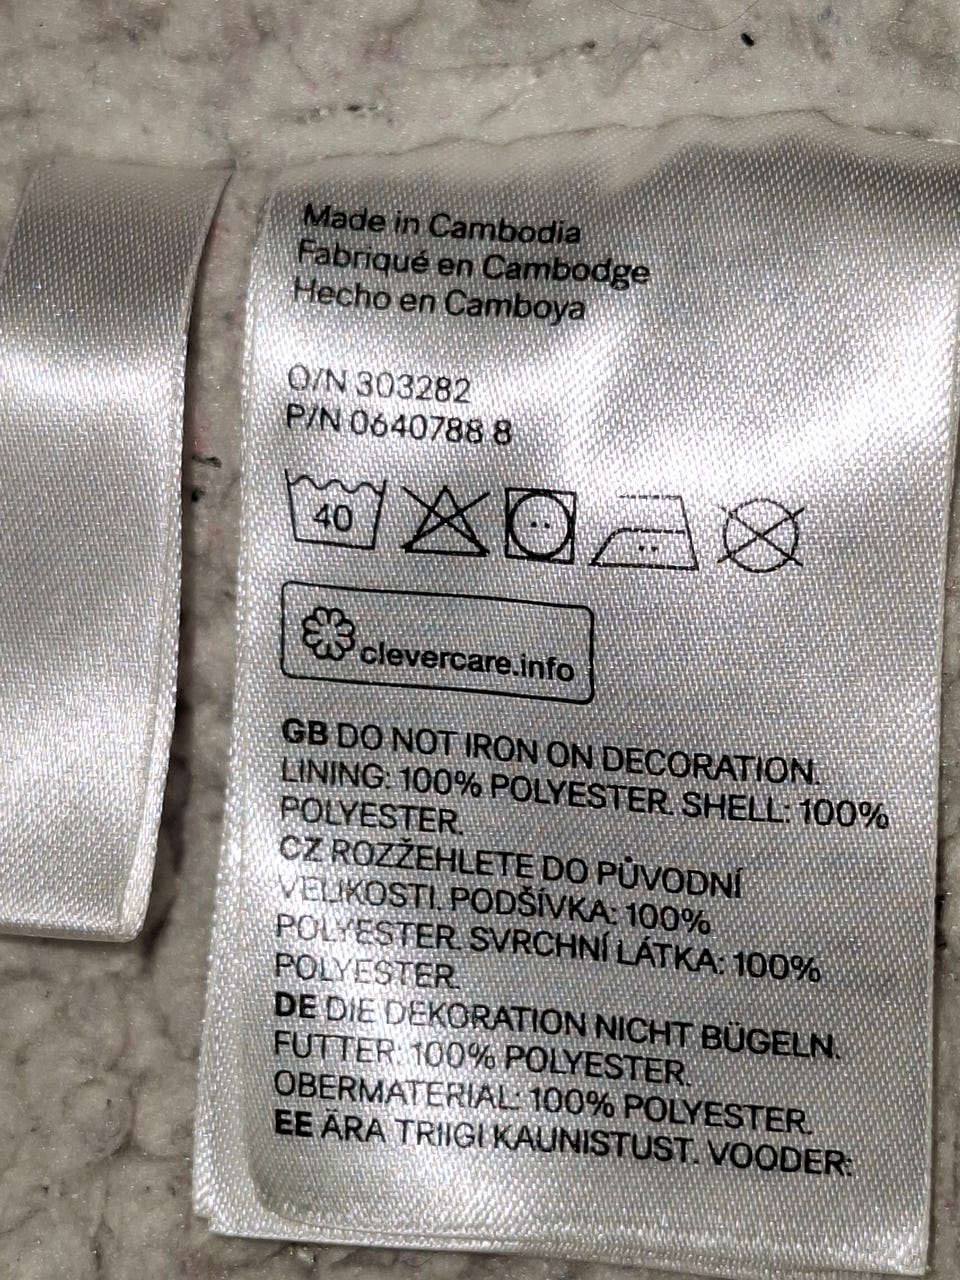 Made in Cambodia
Fabriqué en Cambodge
Hecho en Camboya
O/N 303282
P/N 0640788 8
40
clevercare.info
GB DO NOT IRON ON DECORATION.
LINING: 100% POLYESTER. SHELL: 100%
POLYESTER.
CZ ROZŽEHLETE DO PŮVODNÍ
VELIKOSTI. PODŠÍVKA: 100%
POLYESTER. SVRCHNÍ LÁTKA: 100%
POLYESTER.
DE DIE DEKORATION NICHT BÜGELN.
FUTTER: 100% POLYESTER.
OBERMATERIAL: 100% POLYESTER.
EE ÄRA TRIIGI KAUNISTUST. VOODER: